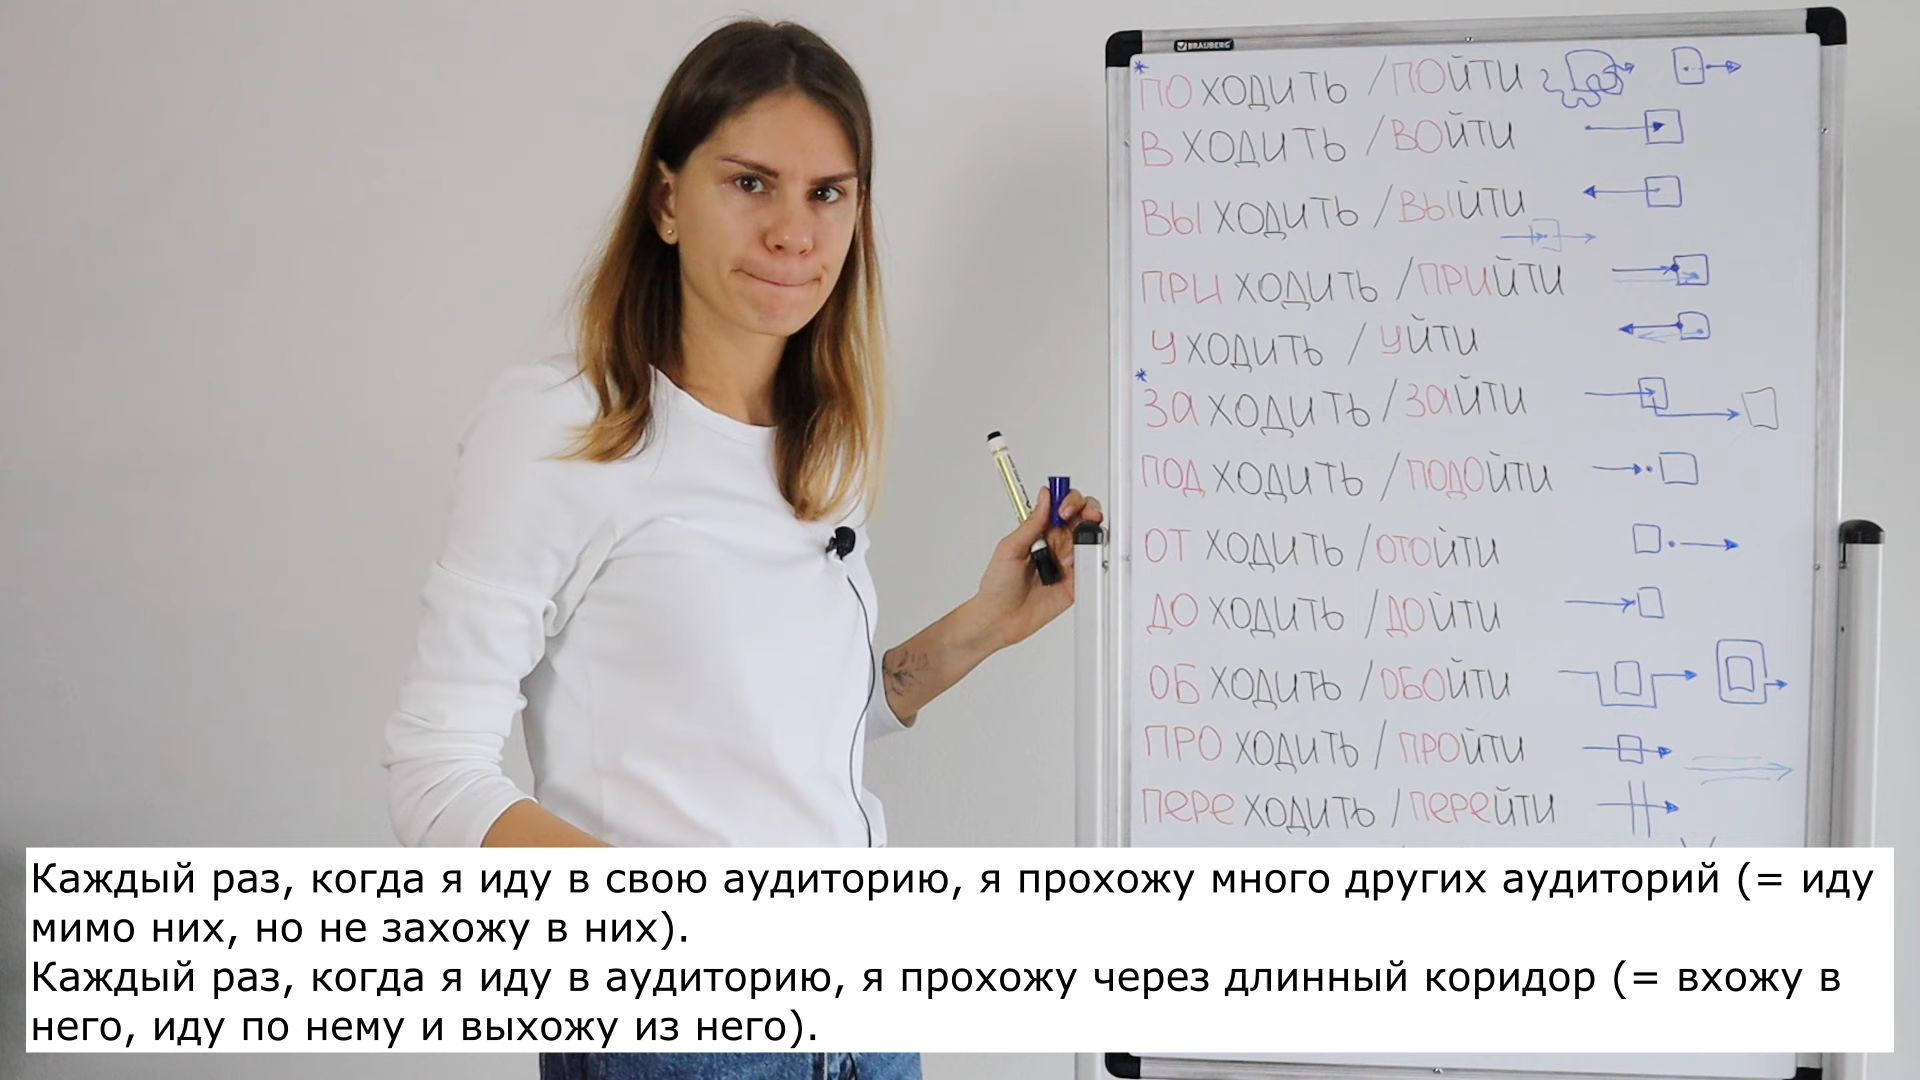 BRAUBERG
* ПОХОДИТЬ / ПОЙТИ
ВХОДИТЬ / ВОЙТИ
ВЫХОДИТЬ / ВЫЙТИ
ПРИХОДИТЬ / ПРИЙТИ
УХОДИТЬ / УЙТИ
* ЗАХОДИТЬ / ЗАЙТИ
ПОДХОДИТЬ / ПОДОЙТИ
ОТХОДИТЬ / ОТОЙТИ
ДОХОДИТЬ / ДОЙТИ
ОБХОДИТЬ / ОБОЙТИ
ПРОХОДИТЬ / ПРОЙТИ
ПЕРЕХОДИТЬ / ПЕРЕЙТИ
Каждый раз, когда я иду в свою аудиторию, я прохожу много других аудиторий (= иду
мимо них, но не захожу в них).
Каждый раз, когда я иду в аудиторию, я прохожу через длинный коридор (= вхожу в
него, иду по нему и выхожу из него).